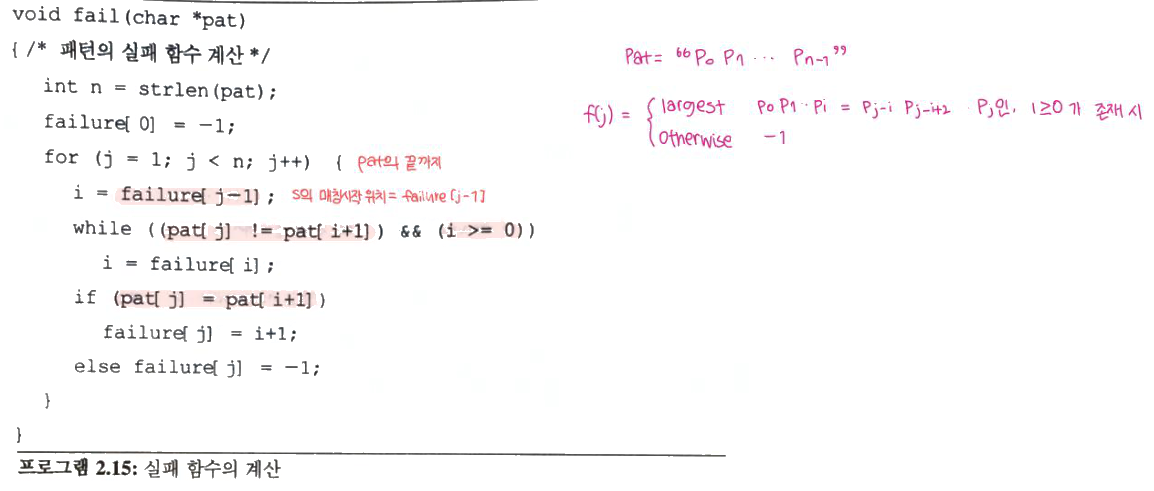 void fail(char *pat)
{ /* 패턴의 실패 함수 계산 */
int n = strlen(pat);
failure[ 0] = -1;
for (j = 1; j < n; j++) { pat의 끝까지
i = failure[ j-1] ; S의 매칭시작 위치= failure [j-1]
while ((pat[ j] != pat[ i+1] ) && (i >= 0))
i = failure[ i] ;
if (pat[ j] = pat[ i+1] )
failure[ j] = i+1;
else failure[ j] = -1;
}
}
프로그램 2.15: 실패 함수의 계산
Pat= "P₀ P₁ ... Pₙ₋₁"
f(j) = { largest P₀ P₁ ·· Pi = Pj-i Pj-i+2 · Pj인, i≥0 가 존재 시
otherwise -1